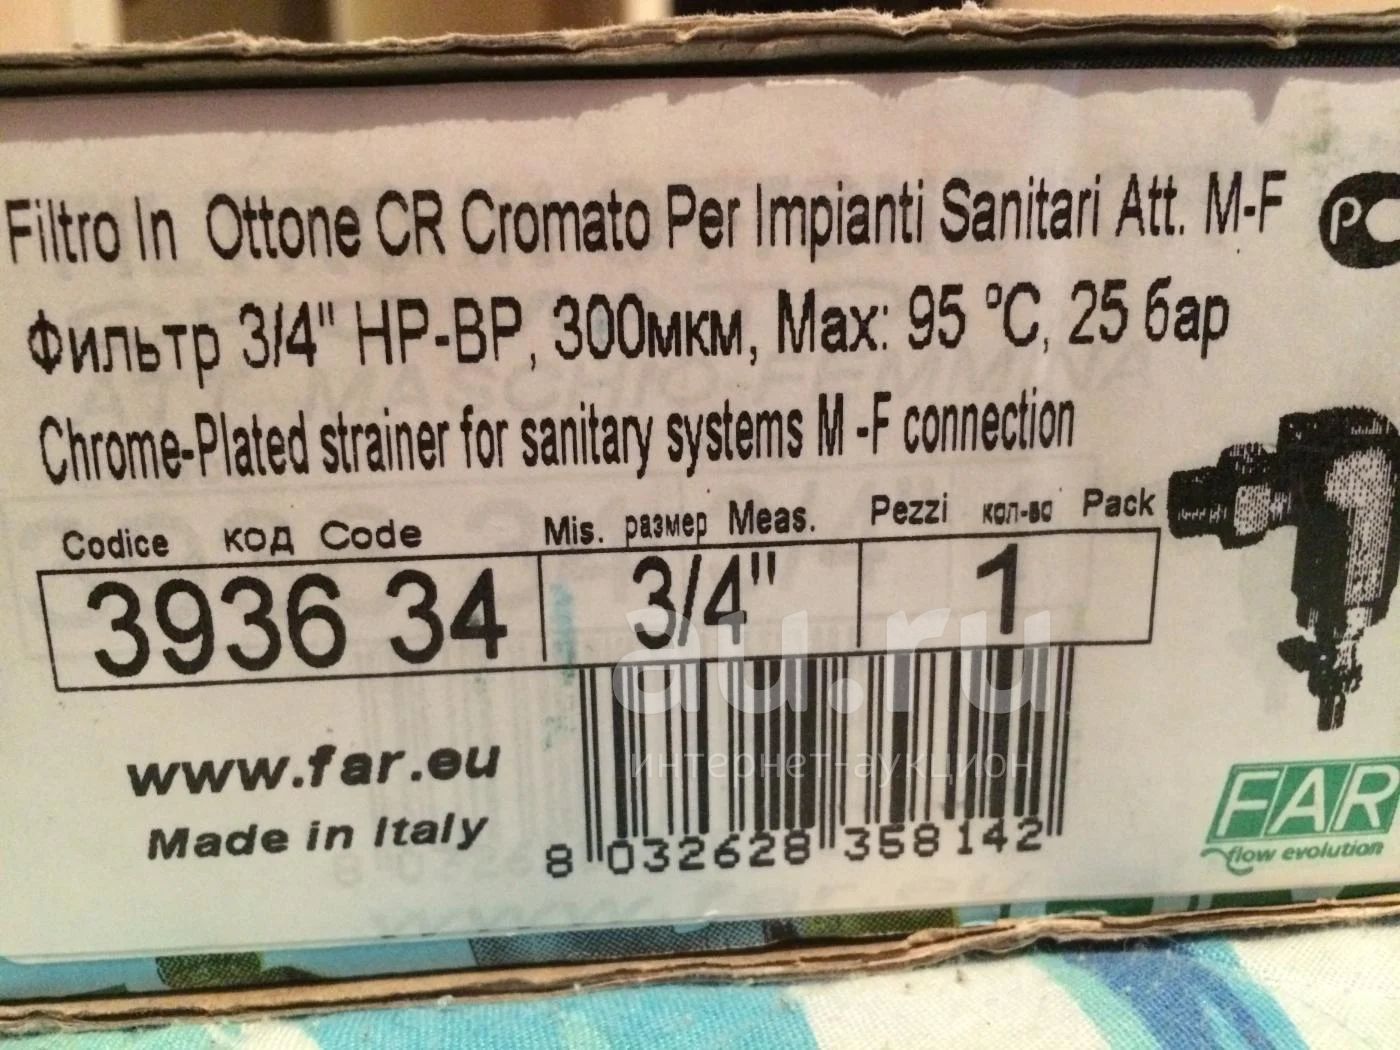 Filtro In Ottone CR Cromato Per Impianti Sanitari Att. M-F
PC
Фильтр 3/4" НР-ВР, 300мкм, Max: 95 °C, 25 бар
Chrome-Plated strainer for sanitary systems M -F connection
Codice код Code Mis. размер Meas. Pezzi кол-во Pack
3936 34 3/4" 1
au.ru
интернет-аукцион
www.far.eu
Made in Italy
8 032628 358142
FAR
flow evolution